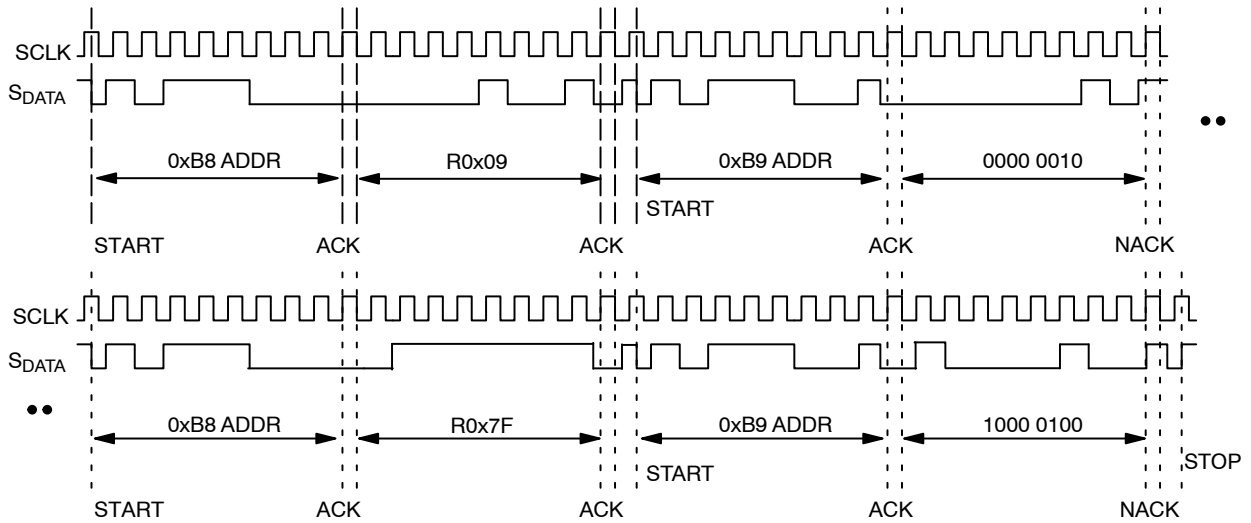 SCLK
SDATA
0xB8 ADDR R0x09 0xB9 ADDR 0000 0010
START
START ACK ACK ACK NACK
SCLK
SDATA
0xB8 ADDR R0x7F 0xB9 ADDR 1000 0100
START STOP
START ACK ACK ACK NACK